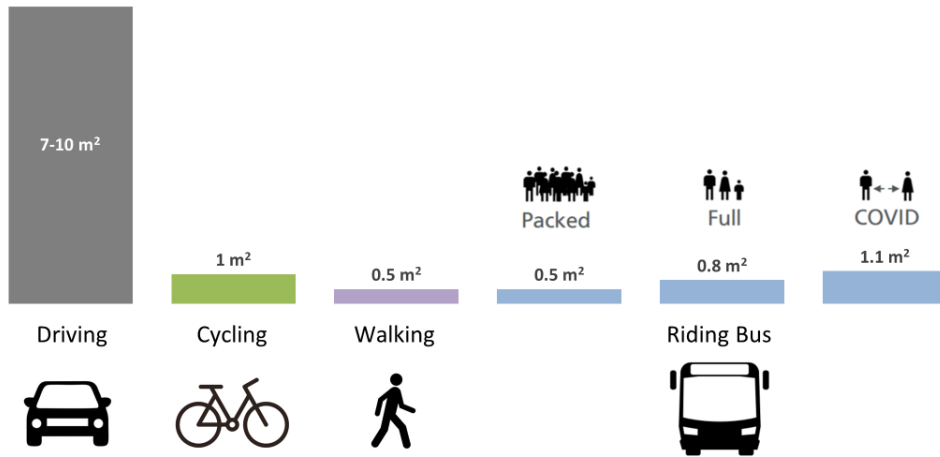 7-10 m²
Packed
Full
COVID
1 m²
0.5 m²
0.5 m²
0.8 m²
1.1 m²
Driving
Cycling
Walking
Riding Bus